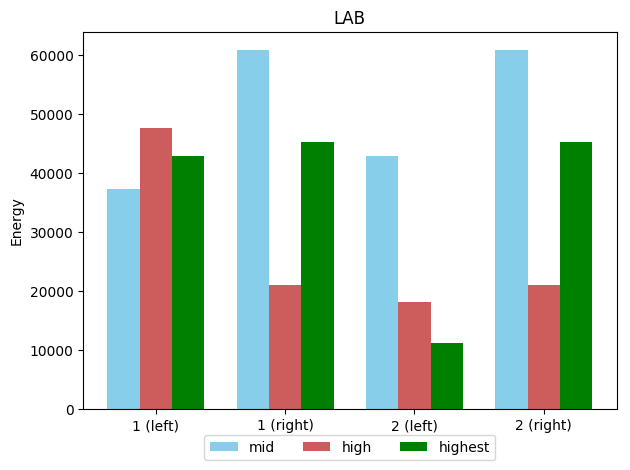 LAB
Energy
60000
50000
40000
30000
20000
10000
0
1 (left) 1 (right) 2 (left) 2 (right)
mid high highest